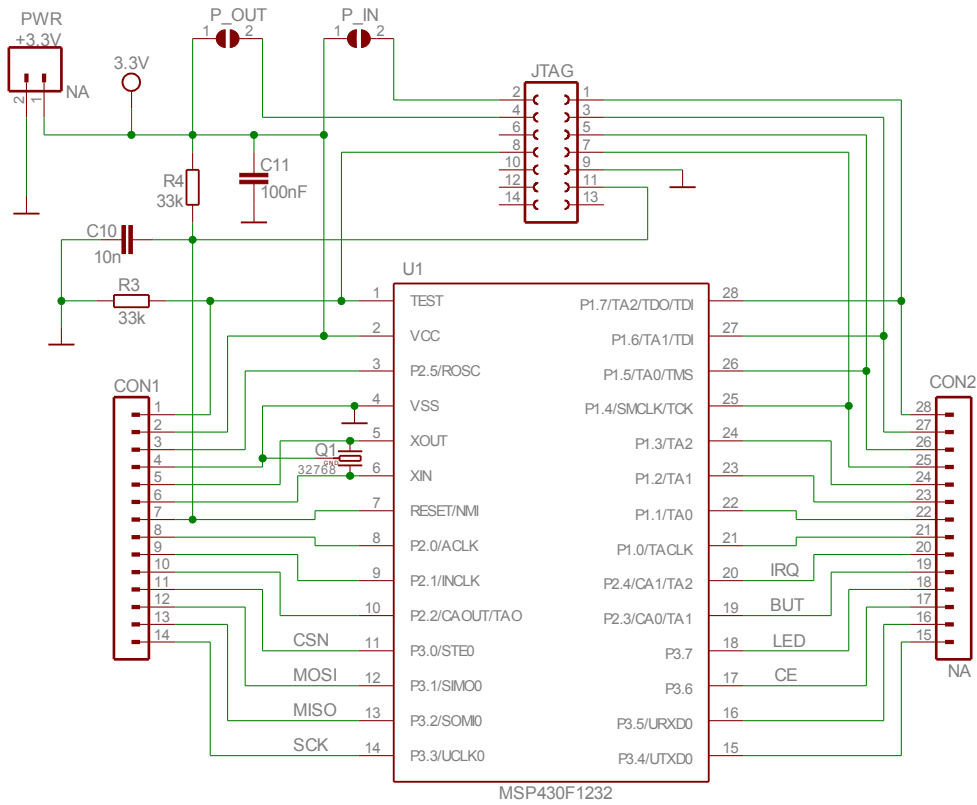 PWR
+3.3V
NA
2
1
3.3V
P_OUT
1 2
P_IN
1 2
JTAG
2 1
4 3
6 5
8 7
10 9
12 11
14 13
R4
33k
C11
100nF
C10
10n
R3
33k
U1
1 TEST
2 VCC
3 P2.5/ROSC
4 VSS
5 XOUT
6 XIN
7 RESET/NMI
8 P2.0/ACLK
9 P2.1/INCLK
10 P2.2/CAOUT/TAO
CSN 11 P3.0/STE0
MOSI 12 P3.1/SIMO0
MISO 13 P3.2/SOMI0
SCK 14 P3.3/UCLK0
P1.7/TA2/TDO/TDI 28
P1.6/TA1/TDI 27
P1.5/TA0/TMS 26
P1.4/SMCLK/TCK 25
P1.3/TA2 24
P1.2/TA1 23
P1.1/TA0 22
P1.0/TACLK 21
P2.4/CA1/TA2 20 IRQ
P2.3/CA0/TA1 19 BUT
P3.7 18 LED
P3.6 17 CE
P3.5/URXD0 16
P3.4/UTXD0 15
MSP430F1232
Q1
GND
32768
CON1
1
2
3
4
5
6
7
8
9
10
11
12
13
14
CON2
28
27
26
25
24
23
22
21
20
19
18
17
16
15
NA